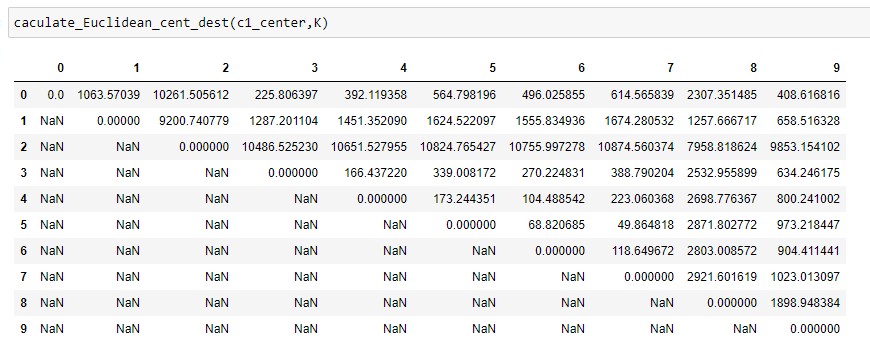 caculate_Euclidean_cent_dest(c1_center,K)
0 1 2 3 4 5 6 7 8 9
0 0.0 1063.57039 10261.505612 225.806397 392.119358 564.798196 496.025855 614.565839 2307.351485 408.616816
1 NaN 0.00000 9200.740779 1287.201104 1451.352090 1624.522097 1555.834936 1674.280532 1257.666717 658.516328
2 NaN NaN 0.000000 10486.525230 10651.527955 10824.765427 10755.997278 10874.560374 7958.818624 9853.154102
3 NaN NaN NaN 0.000000 166.437220 339.008172 270.224831 388.790204 2532.955899 634.246175
4 NaN NaN NaN NaN 0.000000 173.244351 104.488542 223.060368 2698.776367 800.241002
5 NaN NaN NaN NaN NaN 0.000000 68.820685 49.864818 2871.802772 973.218447
6 NaN NaN NaN NaN NaN NaN 0.000000 118.649672 2803.008572 904.411441
7 NaN NaN NaN NaN NaN NaN NaN 0.000000 2921.601619 1023.013097
8 NaN NaN NaN NaN NaN NaN NaN NaN 0.000000 1898.948384
9 NaN NaN NaN NaN NaN NaN NaN NaN NaN 0.000000